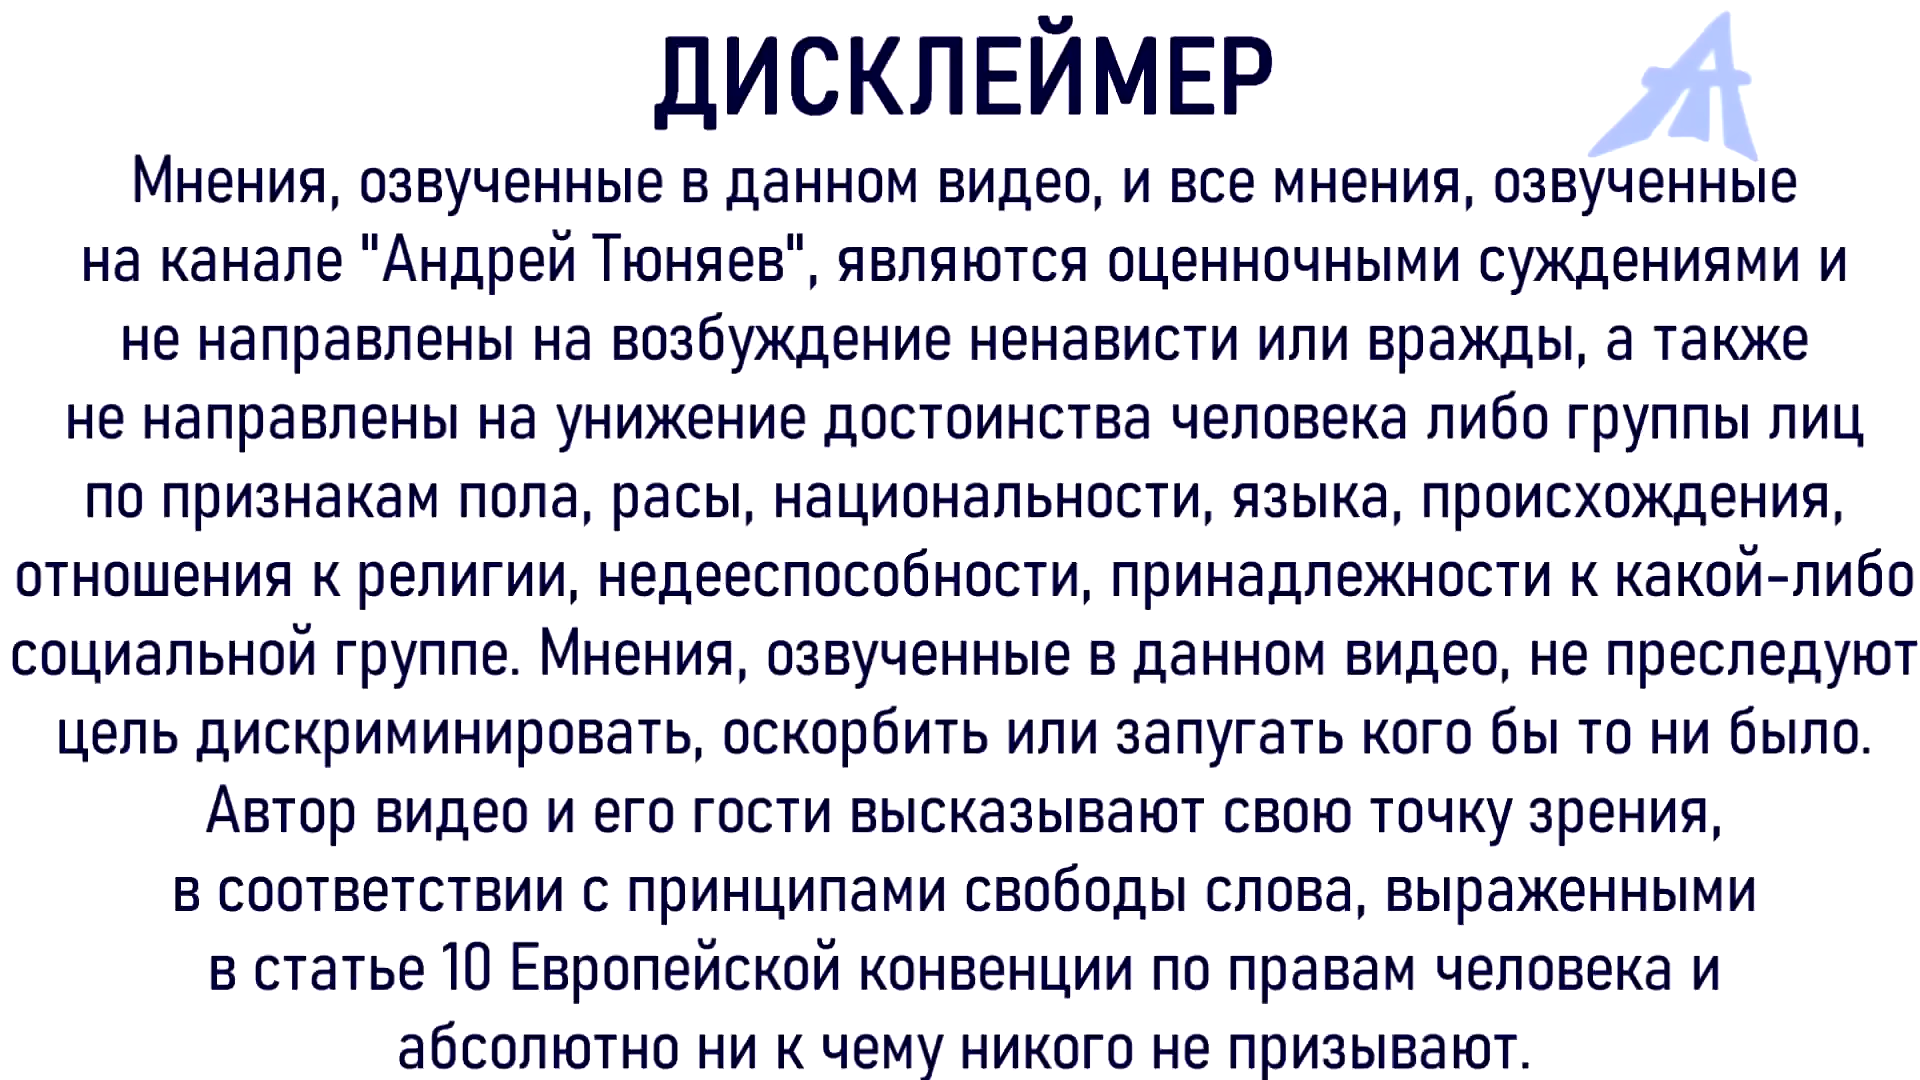 ДИСКЛЕЙМЕР
Мнения, озвученные в данном видео, и все мнения, озвученные
на канале "Андрей Тюняев", являются оценночными суждениями и
не направлены на возбуждение ненависти или вражды, а также
не направлены на унижение достоинства человека либо группы лиц
по признакам пола, расы, национальности, языка, происхождения,
отношения к религии, недееспособности, принадлежности к какой-либо
социальной группе. Мнения, озвученные в данном видео, не преследуют
цель дискриминировать, оскорбить или запугать кого бы то ни было.
Автор видео и его гости высказывают свою точку зрения,
в соответствии с принципами свободы слова, выраженными
в статье 10 Европейской конвенции по правам человека и
абсолютно ни к чему никого не призывают.